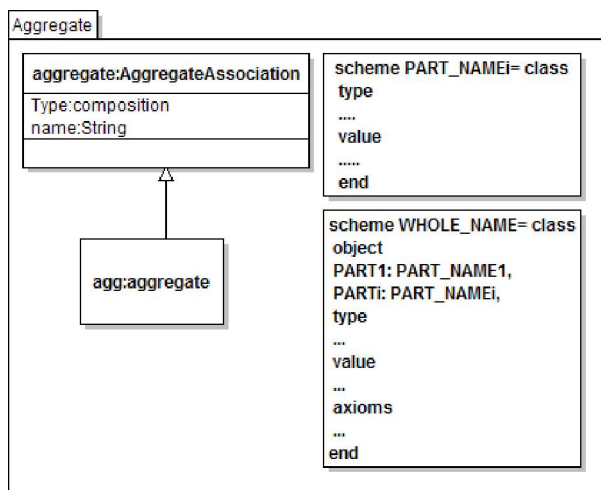 Aggregate
aggregate:AggregateAssociation
Type:composition
name:String
agg:aggregate
scheme PART_NAMEi= class
type
....
value
.....
end
scheme WHOLE_NAME= class
object
PART1: PART_NAME1,
PARTi: PART_NAMEi,
type
...
value
...
axioms
...
end